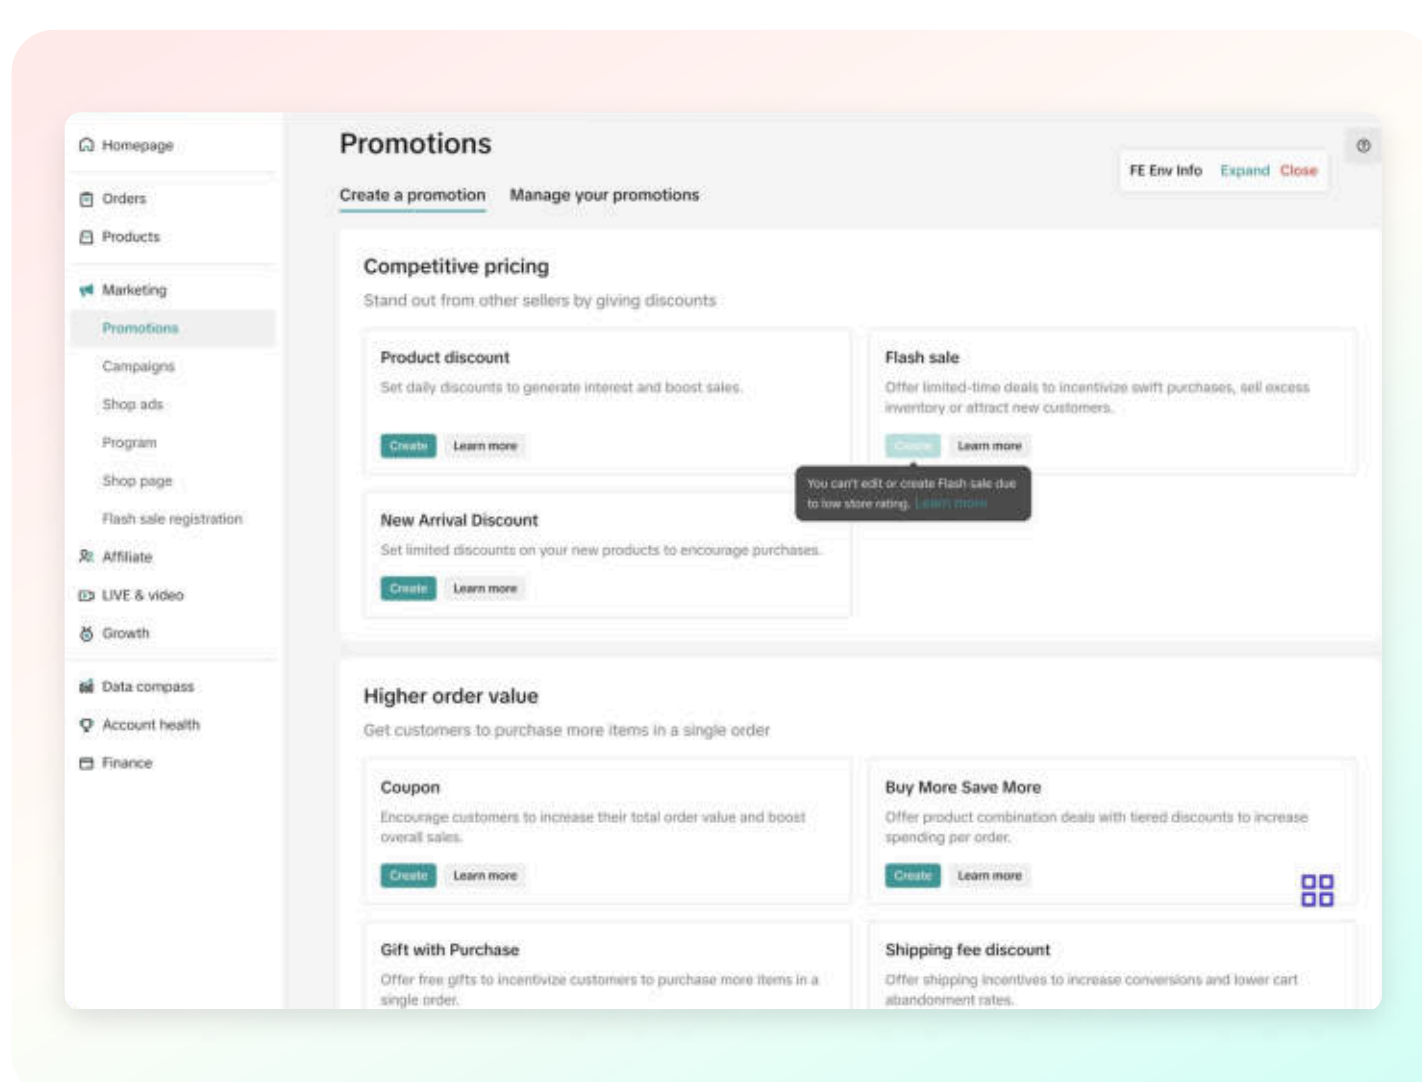 Homepage
Orders
Products
Marketing
Promotions
Campaigns
Shop ads
Program
Shop page
Flash sale registration
Affiliate
LIVE & video
Growth
Data compass
Account health
Finance
Promotions
FE Env Info Expand Close
Create a promotion Manage your promotions
Competitive pricing
Stand out from other sellers by giving discounts
Product discount
Set daily discounts to generate interest and boost sales.
Create Learn more
Flash sale
Offer limited-time deals to incentivize swift purchases, sell excess
inventory or attract new customers.
Create Learn more
You can't edit or create Flash sale due
to low store rating. Learn more
New Arrival Discount
Set limited discounts on your new products to encourage purchases.
Create Learn more
Higher order value
Get customers to purchase more items in a single order
Coupon
Encourage customers to increase their total order value and boost
overall sales.
Create Learn more
Buy More Save More
Offer product combination deals with tiered discounts to increase
spending per order.
Create Learn more
Gift with Purchase
Offer free gifts to incentivize customers to purchase more items in a
single order.
Shipping fee discount
Offer shipping incentives to increase conversions and lower cart
abandonment rates.